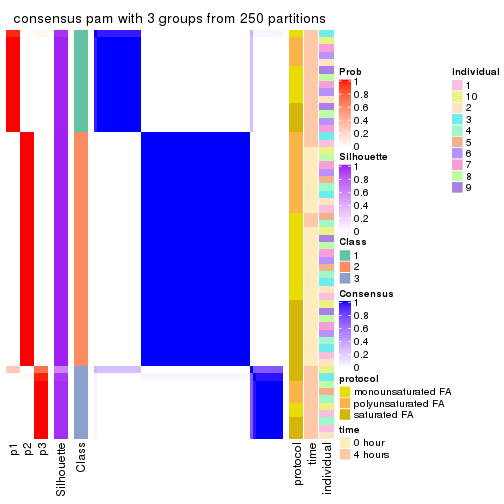 consensus pam with 3 groups from 250 partitions
Prob
1
0.8
0.6
0.4
0.2
0
Silhouette
1
0.8
0.6
0.4
0.2
0
Class
1
2
3
Consensus
1
0.8
0.6
0.4
0.2
0
protocol
monounsaturated FA
polyunsaturated FA
saturated FA
time
0 hour
4 hours
individual
1
10
2
3
4
5
6
7
8
9
p1
p2
p3
Silhouette
Class
protocol
time
individual